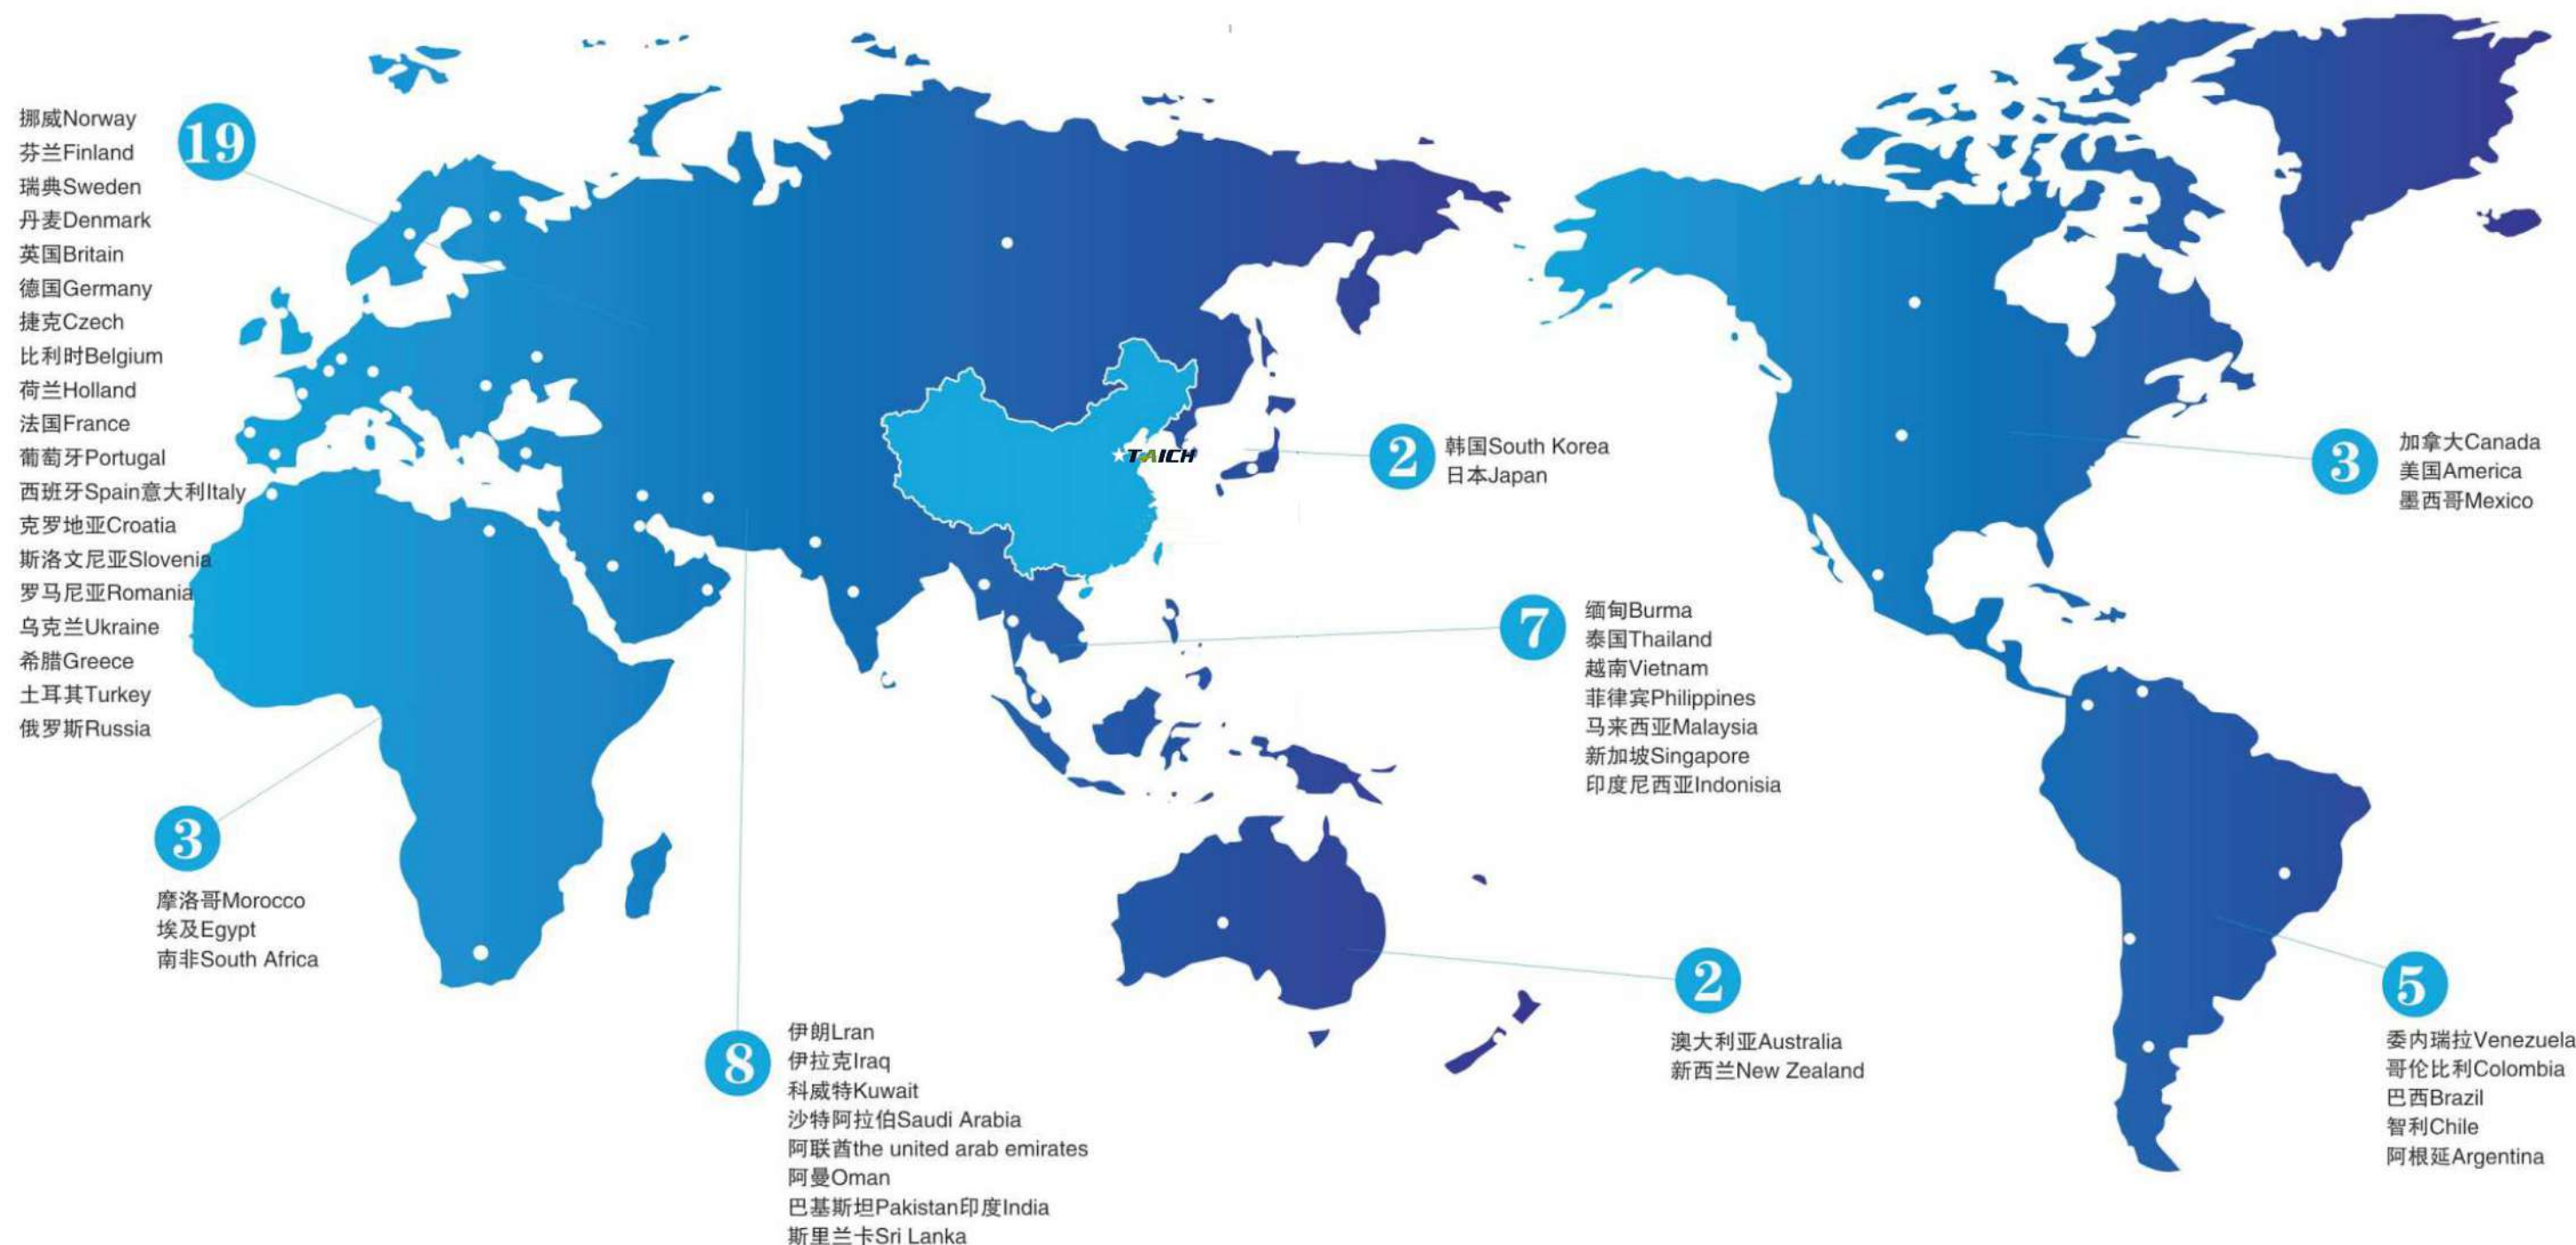 19
挪威Norway
芬兰Finland
瑞典Sweden
丹麦Denmark
英国Britain
德国Germany
捷克Czech
比利时Belgium
荷兰Holland
法国France
葡萄牙Portugal
西班牙Spain意大利Italy
克罗地亚Croatia
斯洛文尼亚Slovenia
罗马尼亚Romania
乌克兰Ukraine
希腊Greece
土耳其Turkey
俄罗斯Russia
3
摩洛哥Morocco
埃及Egypt
南非South Africa
8
伊朗Lran
伊拉克Iraq
科威特Kuwait
沙特阿拉伯Saudi Arabia
阿联酋the united arab emirates
阿曼Oman
巴基斯坦Pakistan印度India
斯里兰卡Sri Lanka
TAICH
2
韩国South Korea
日本Japan
7
缅甸Burma
泰国Thailand
越南Vietnam
菲律宾Philippines
马来西亚Malaysia
新加坡Singapore
印度尼西亚Indonisia
2
澳大利亚Australia
新西兰New Zealand
3
加拿大Canada
美国America
墨西哥Mexico
5
委内瑞拉Venezuela
哥伦比利Colombia
巴西Brazil
智利Chile
阿根延Argentina